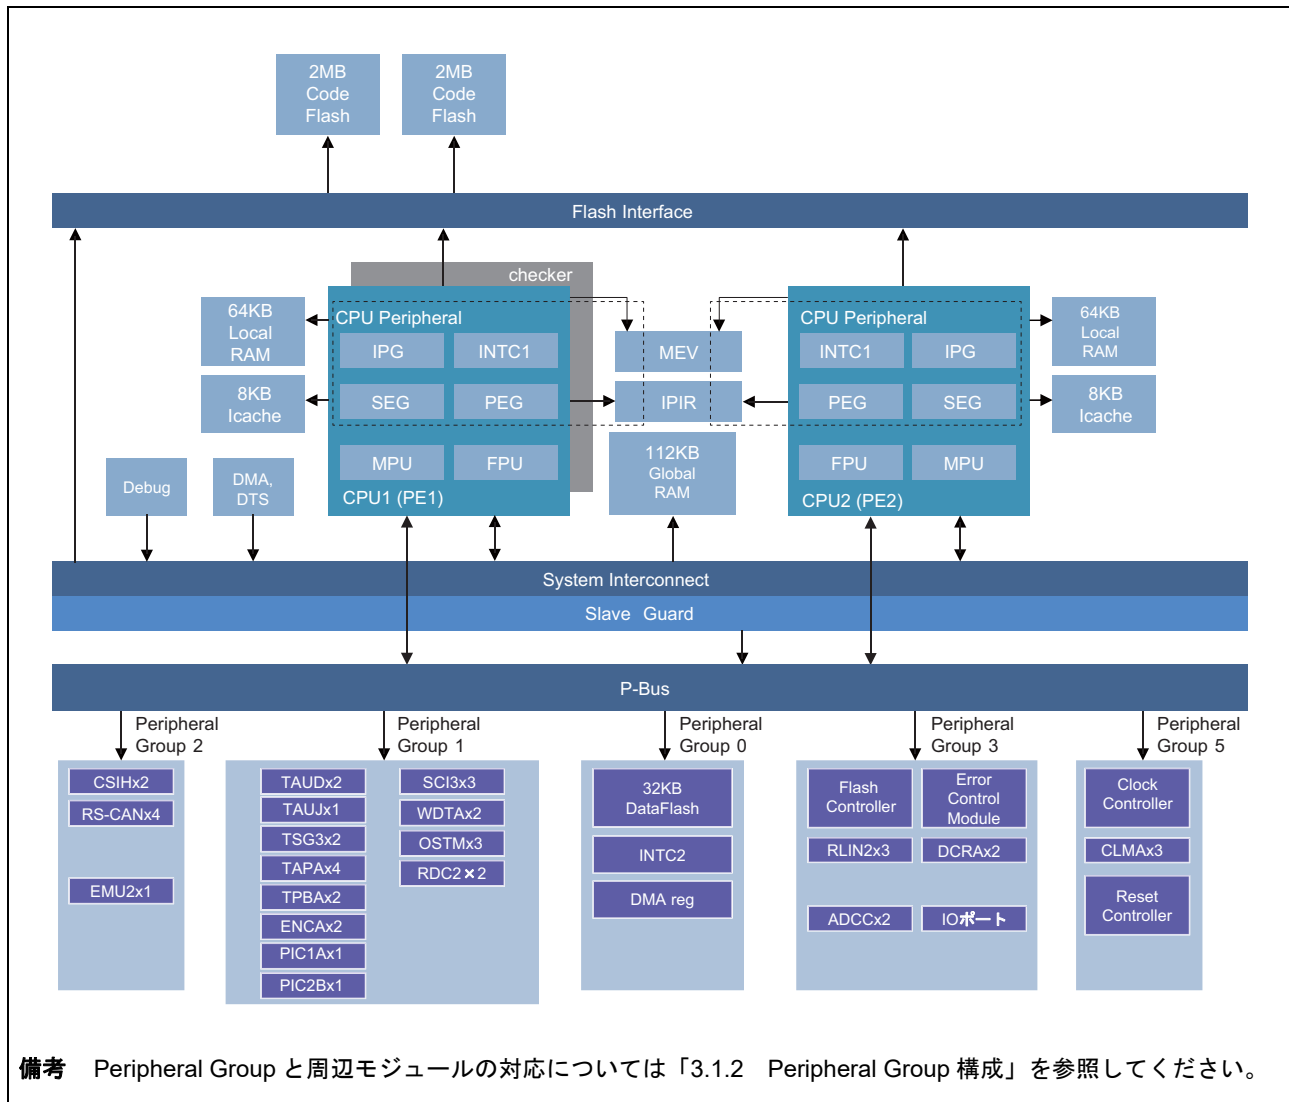 2MB
Code
Flash
2MB
Code
Flash
Flash Interface
checker
64KB
Local
RAM
8KB
Icache
CPU Peripheral
IPG
INTC1
SEG
PEG
MPU
FPU
CPU1 (PE1)
MEV
IPIR
112KB
Global
RAM
CPU Peripheral
INTC1
IPG
PEG
SEG
FPU
MPU
CPU2 (PE2)
64KB
Local
RAM
8KB
Icache
Debug
DMA,
DTS
System Interconnect
Slave Guard
P-Bus
Peripheral
Group 2
CSIHx2
RS-CANx4
EMU2x1
Peripheral
Group 1
TAUDx2
TAUJx1
TSG3x2
TAPAx4
TPBAx2
ENCAx2
PIC1Ax1
PIC2Bx1
SCI3x3
WDTAx2
OSTMx3
RDC2×2
Peripheral
Group 0
32KB
DataFlash
INTC2
DMA reg
Peripheral
Group 3
Flash
Controller
Error
Control
Module
RLIN2x3
DCRAx2
ADCCx2
IOポート
Peripheral
Group 5
Clock
Controller
CLMAx3
Reset
Controller
備考 Peripheral Group と周辺モジュールの対応については「3.1.2 Peripheral Group 構成」を参照してください。